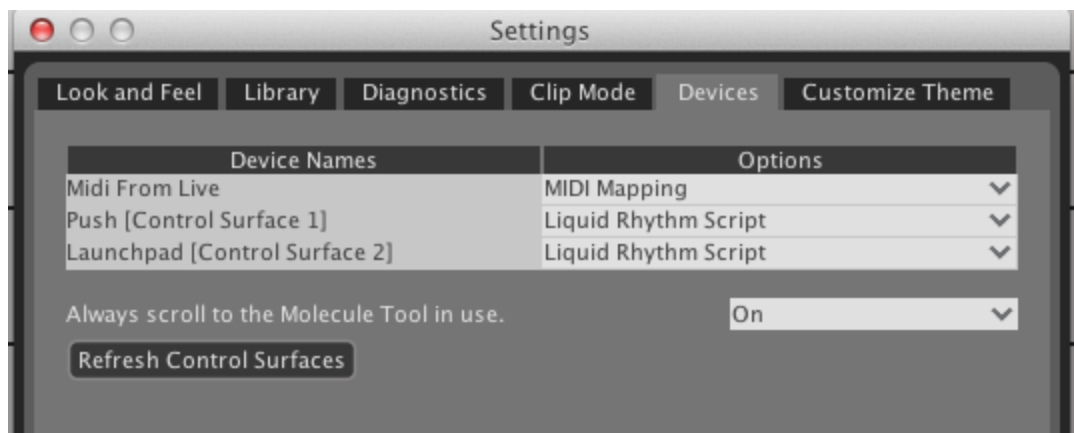 Settings
Look and Feel Library Diagnostics Clip Mode Devices Customize Theme
Device Names Options
Midi From Live MIDI Mapping
Push [Control Surface 1] Liquid Rhythm Script
Launchpad [Control Surface 2] Liquid Rhythm Script
Always scroll to the Molecule Tool in use. On
Refresh Control Surfaces